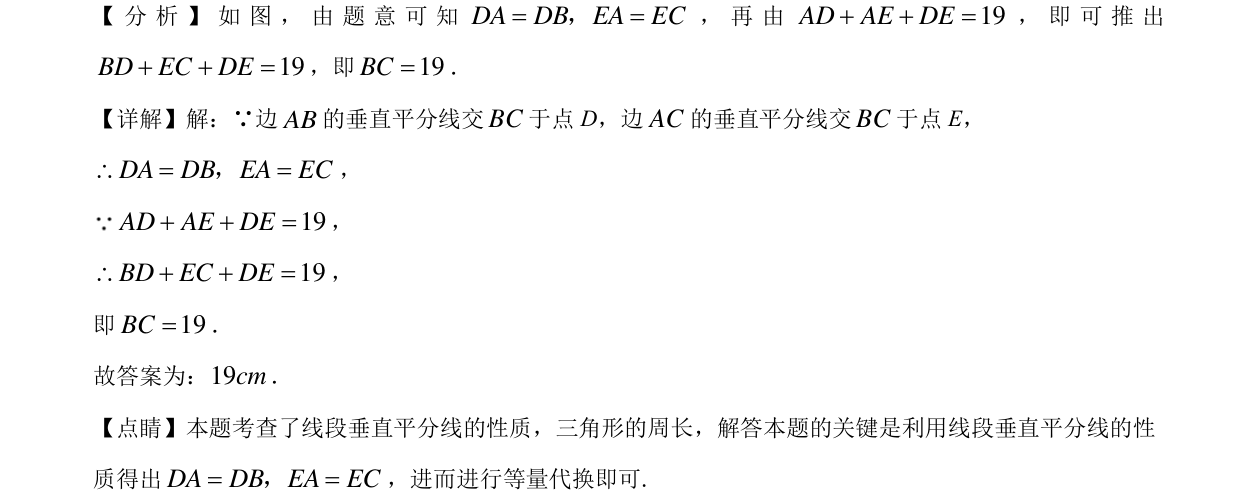 【分析】如图，由题意可知 DA = DB，EA = EC ，再由 AD + AE + DE = 19 ，即可推出
BD + EC + DE = 19 ，即 BC = 19 .
【详解】解：∵边 AB 的垂直平分线交 BC 于点 D，边 AC 的垂直平分线交 BC 于点 E，
∴ DA = DB，EA = EC ，
∵ AD + AE + DE = 19 ，
∴ BD + EC + DE = 19 ，
即 BC = 19 .
故答案为：19cm .
【点睛】本题考查了线段垂直平分线的性质，三角形的周长，解答本题的关键是利用线段垂直平分线的性
质得出 DA = DB，EA = EC ，进而进行等量代换即可.